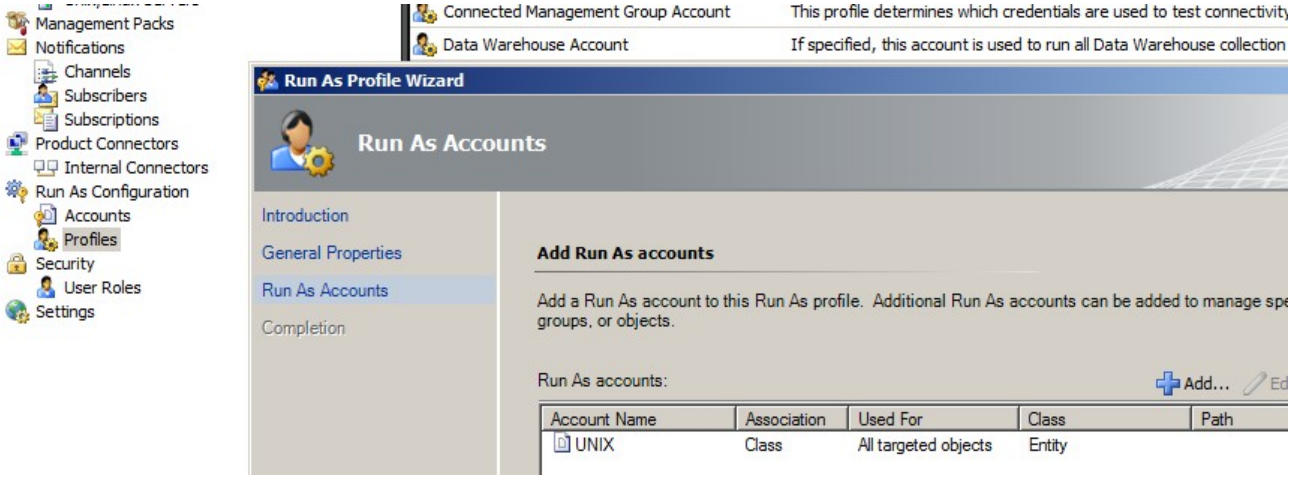 Management Packs
Notifications
Channels
Subscribers
Subscriptions
Product Connectors
Internal Connectors
Run As Configuration
Accounts
Profiles
Security
User Roles
Settings
Connected Management Group Account This profile determines which credentials are used to test connectivity
Data Warehouse Account If specified, this account is used to run all Data Warehouse collection
Run As Profile Wizard
Run As Accounts
Introduction
General Properties
Run As Accounts
Completion
Add Run As accounts
Add a Run As account to this Run As profile. Additional Run As accounts can be added to manage spe
groups, or objects.
Run As accounts:
Add... Ed
Account Name Association Used For Class Path
UNIX Class All targeted objects Entity